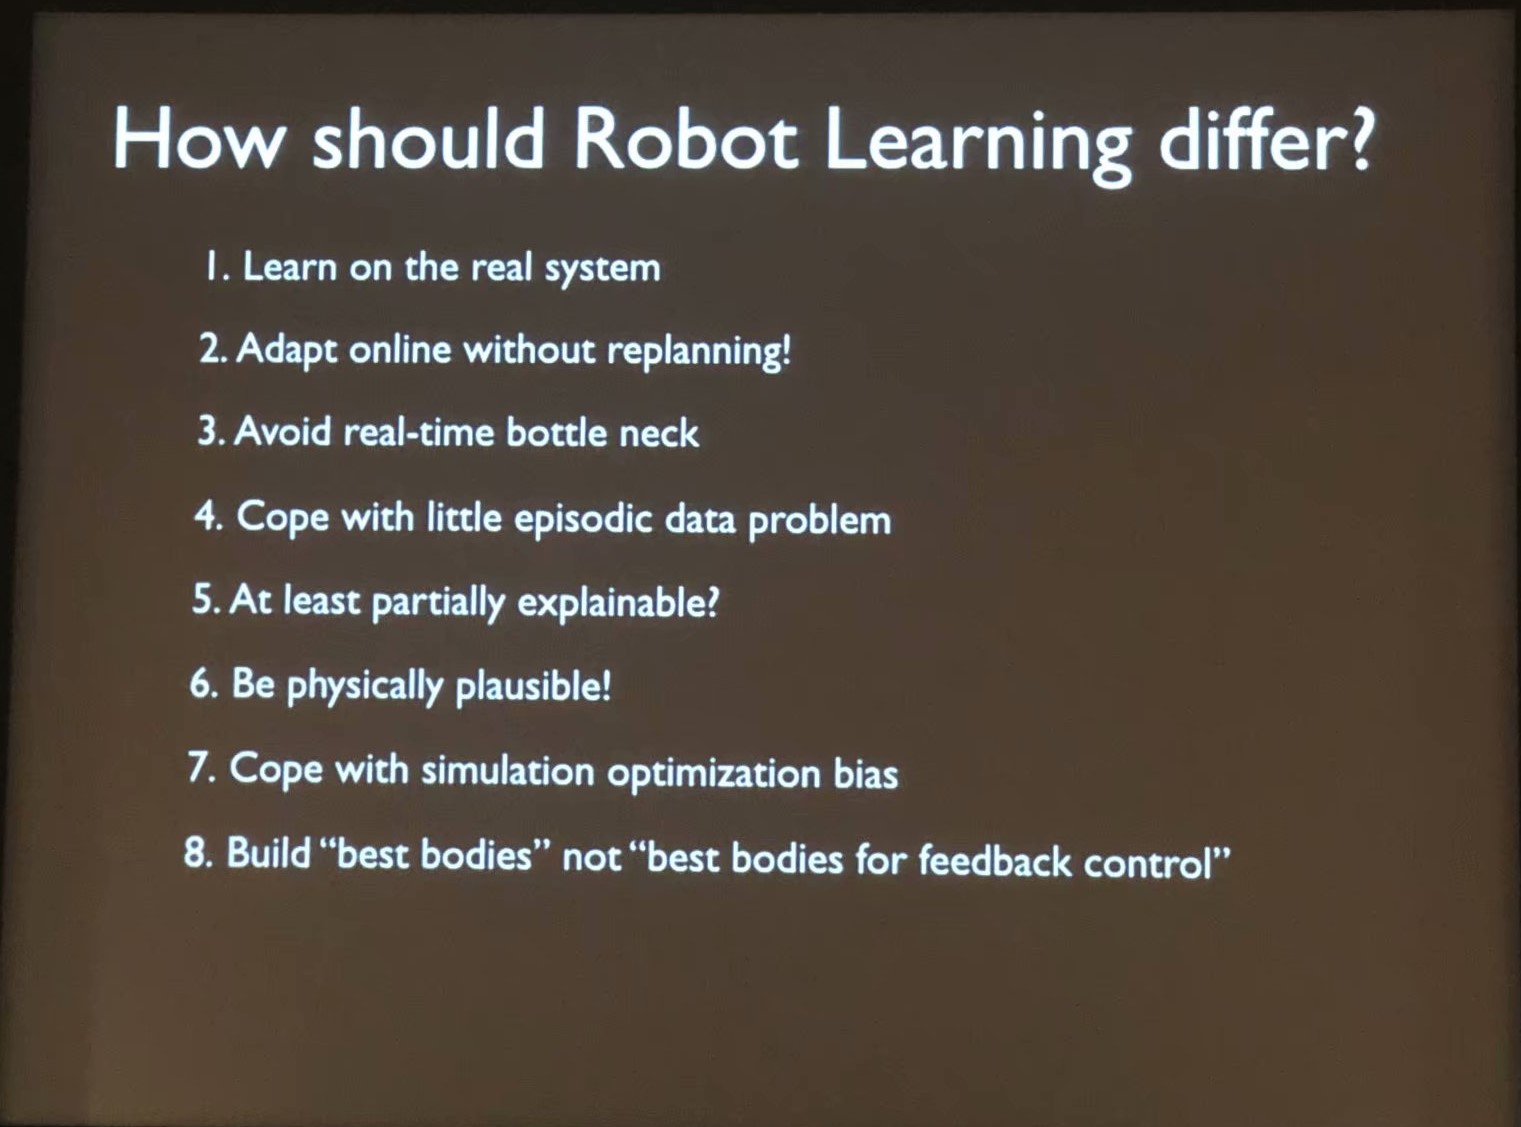 How should Robot Learning differ?
1. Learn on the real system
2. Adapt online without replanning!
3. Avoid real-time bottle neck
4. Cope with little episodic data problem
5. At least partially explainable?
6. Be physically plausible!
7. Cope with simulation optimization bias
8. Build “best bodies” not “best bodies for feedback control”